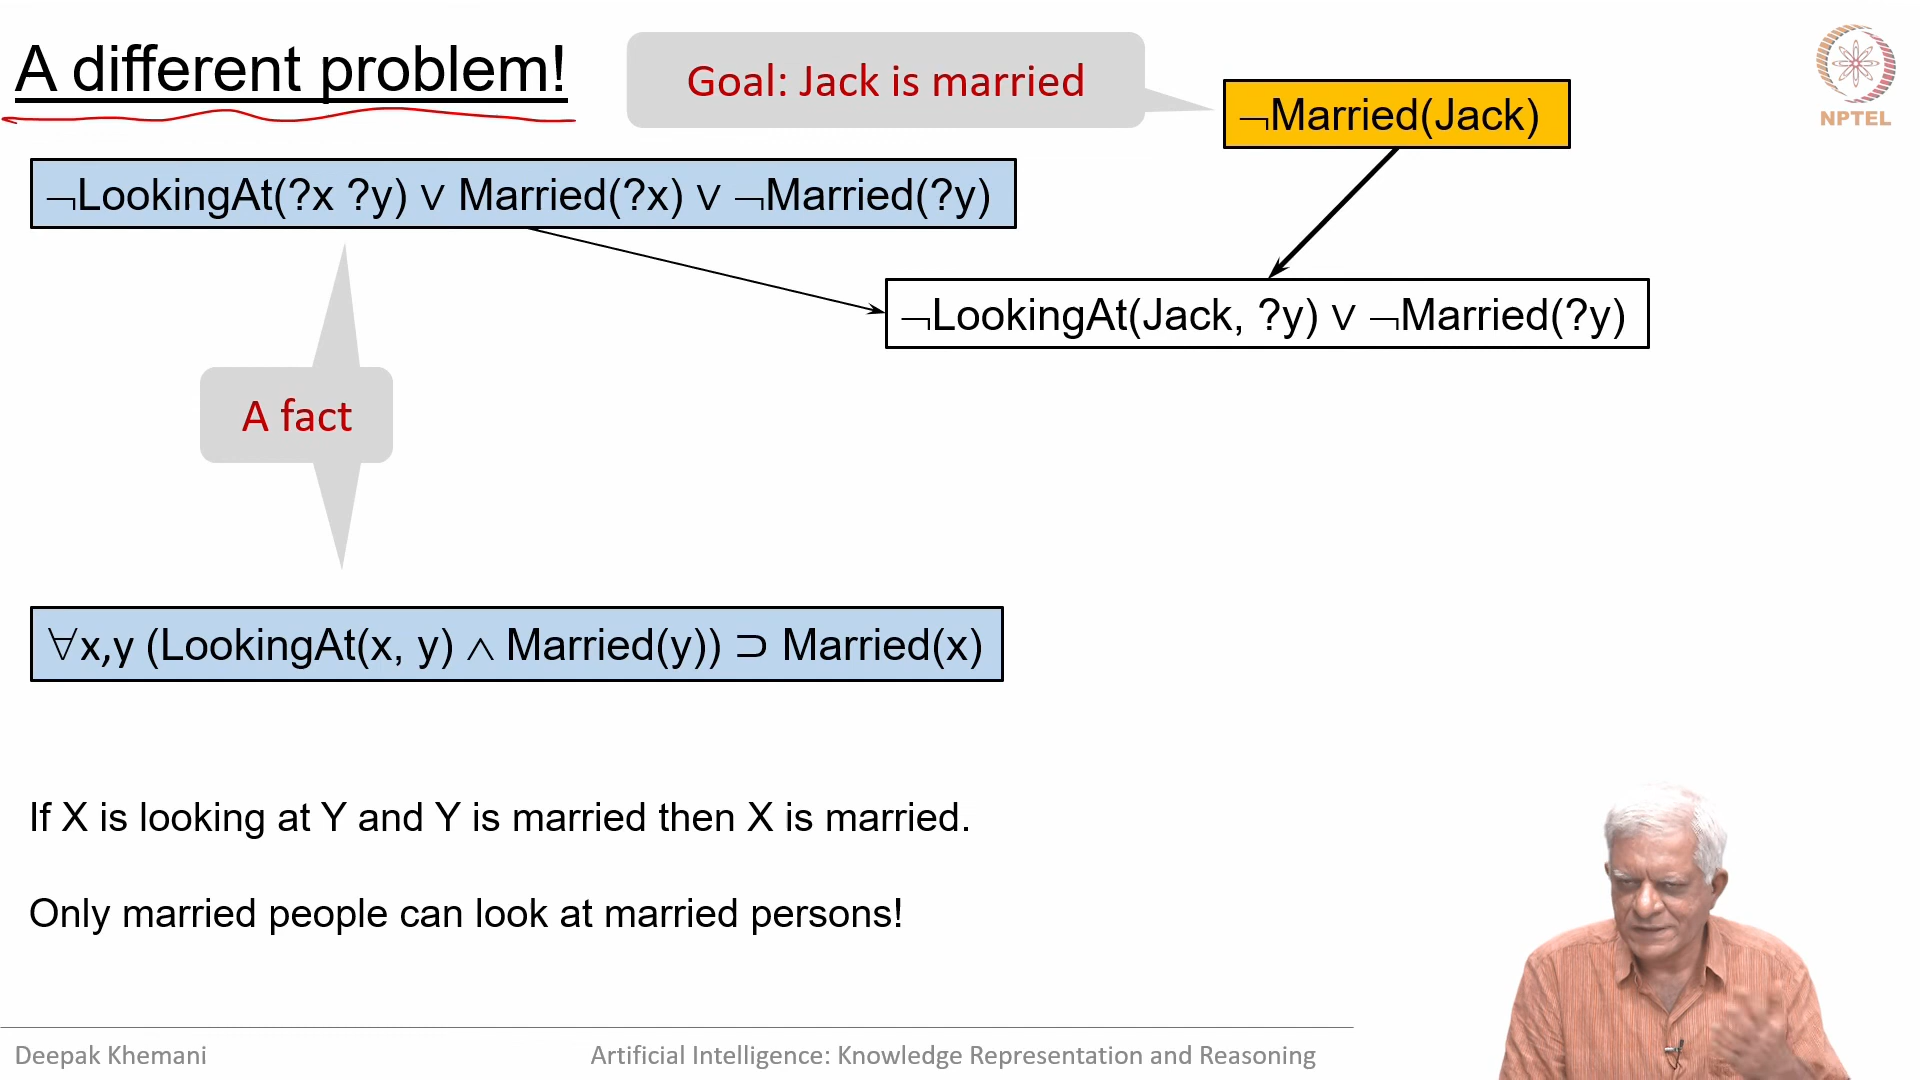 A different problem!
Goal: Jack is married
¬Married(Jack)
NPTEL
¬LookingAt(?x ?y) ∨ Married(?x) ∨ ¬Married(?y)
¬LookingAt(Jack, ?y) ∨ ¬Married(?y)
A fact
∀x,y (LookingAt(x, y) ∧ Married(y)) ⊃ Married(x)
If X is looking at Y and Y is married then X is married.
Only married people can look at married persons!
Deepak Khemani
Artificial Intelligence: Knowledge Representation and Reasoning